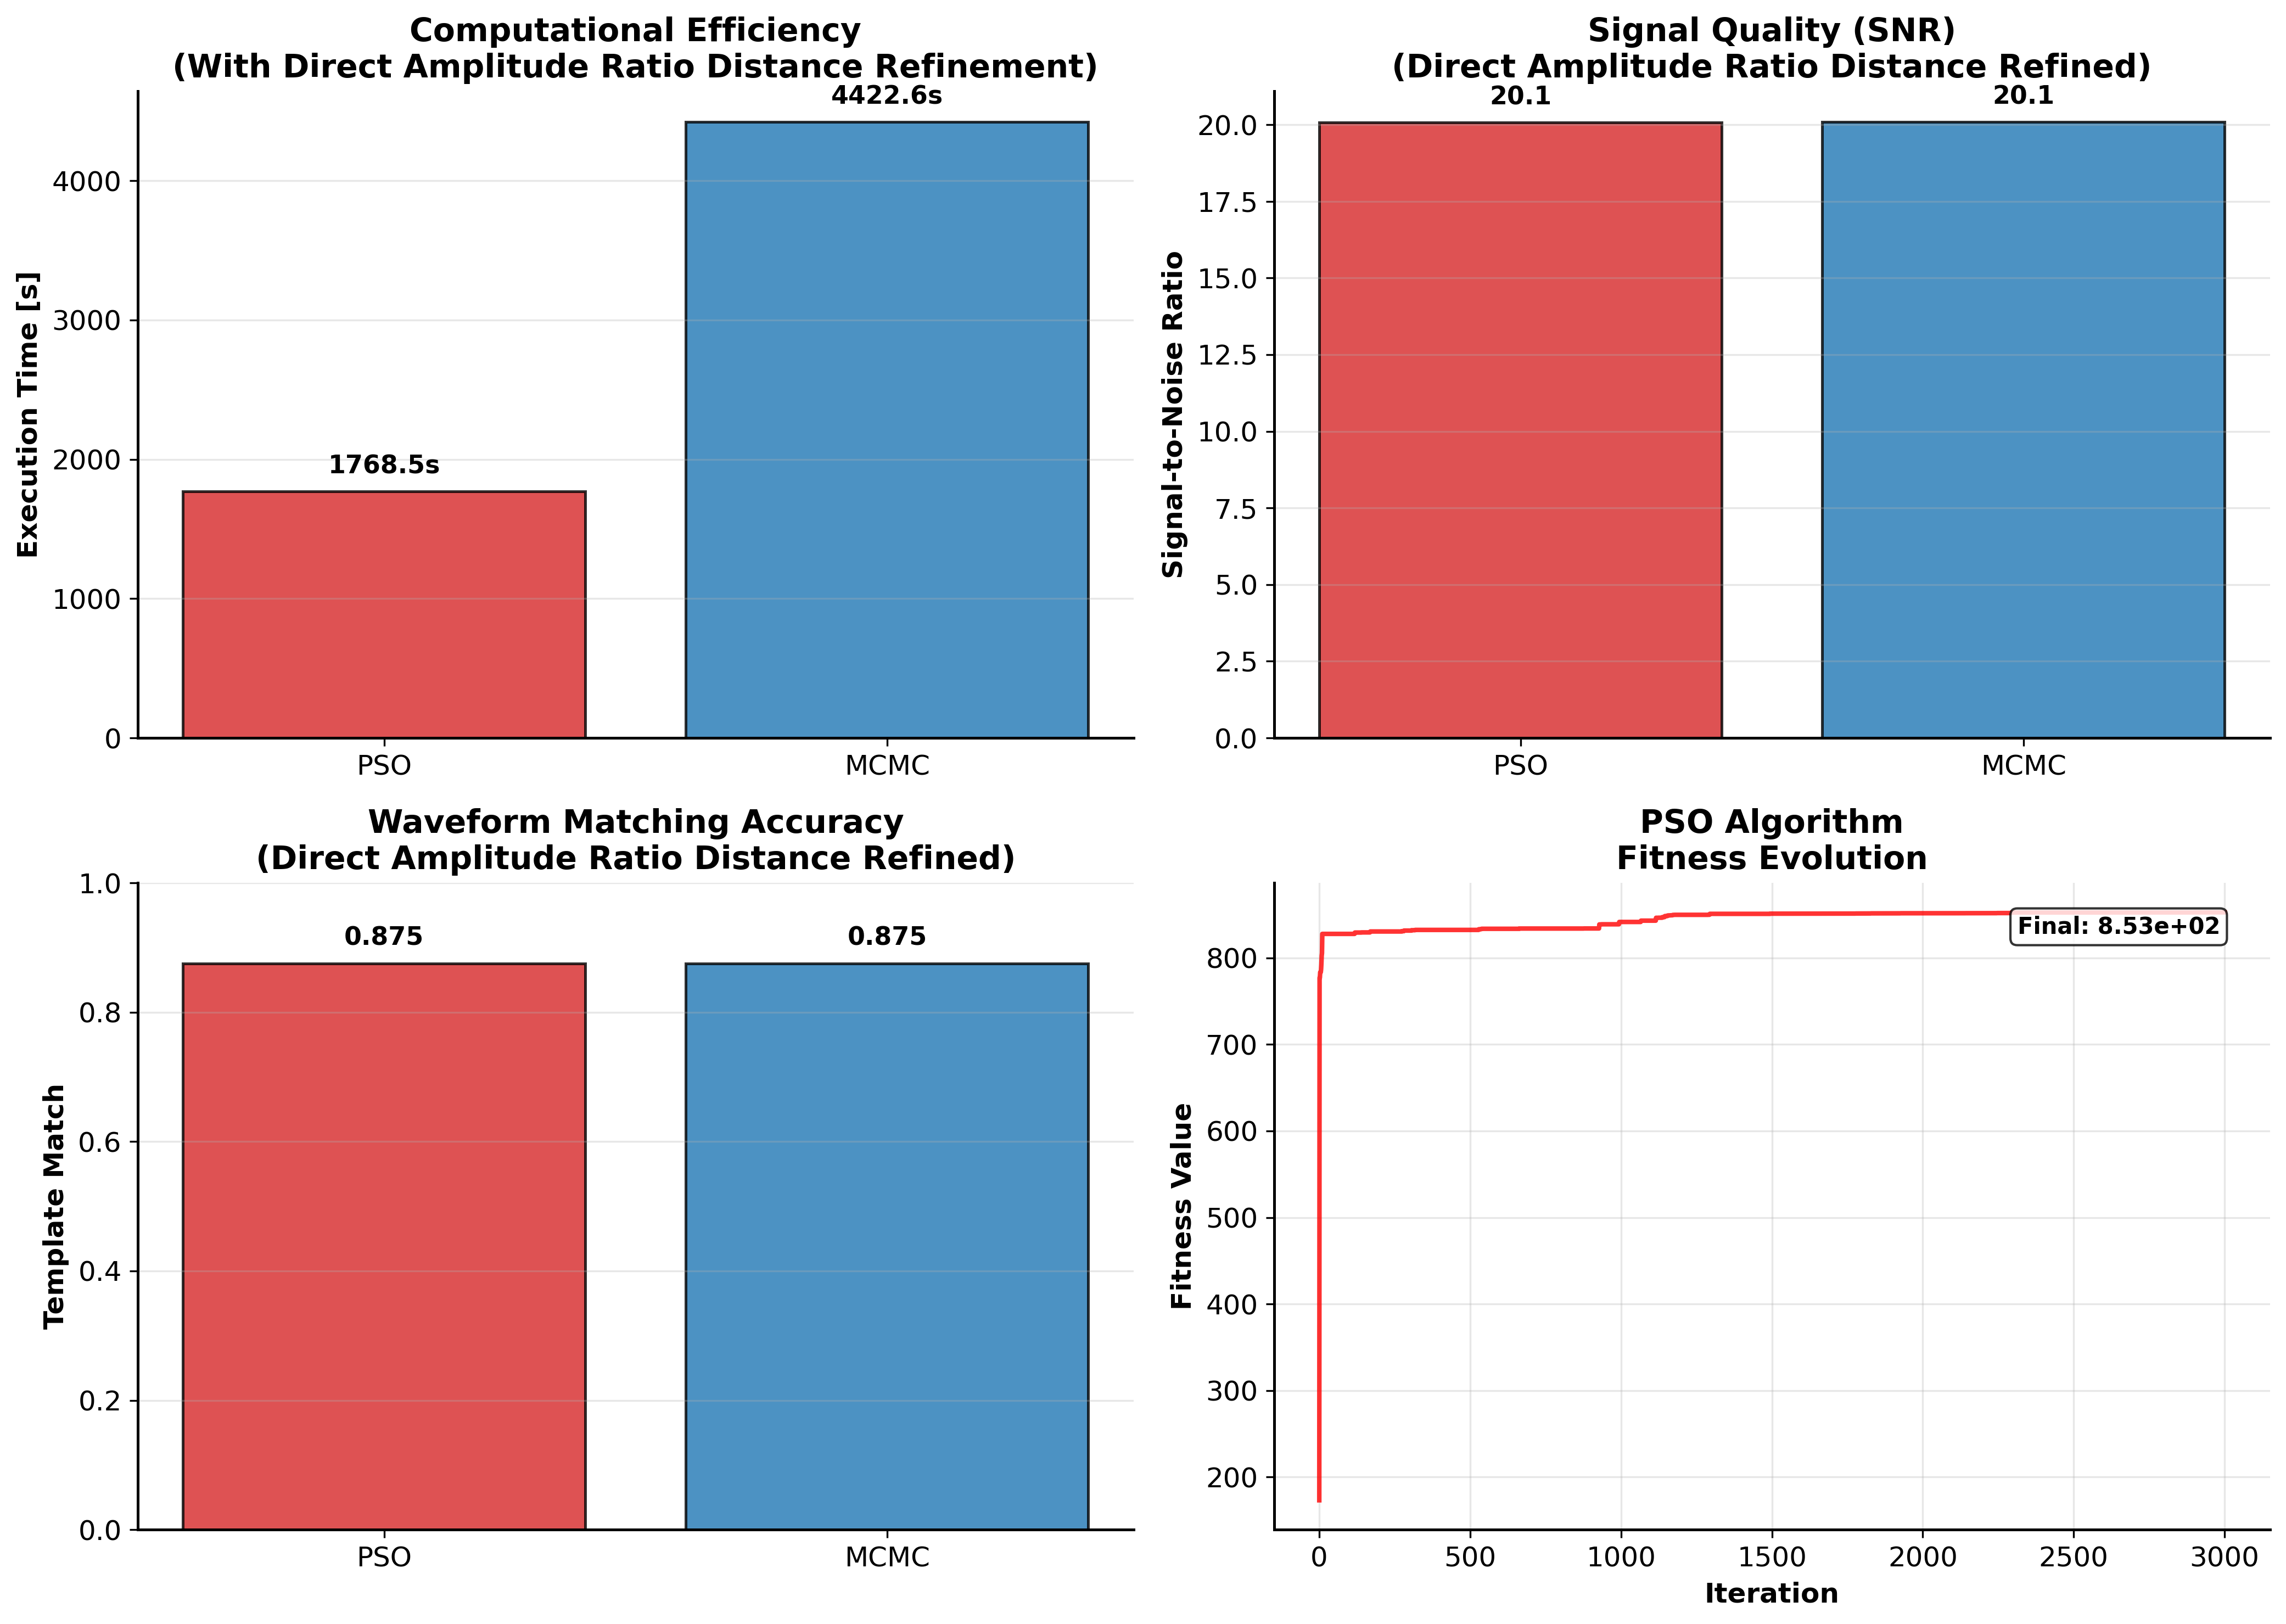 Computational Efficiency
(With Direct Amplitude Ratio Distance Refinement)
4422.6s
1768.5s
Execution Time [s]
4000
3000
2000
1000
0
PSO
MCMC
Signal Quality (SNR)
(Direct Amplitude Ratio Distance Refined)
20.1
20.1
Signal-to-Noise Ratio
20.0
17.5
15.0
12.5
10.0
7.5
5.0
2.5
0.0
PSO
MCMC
Waveform Matching Accuracy
(Direct Amplitude Ratio Distance Refined)
0.875
0.875
Template Match
1.0
0.8
0.6
0.4
0.2
0.0
PSO
MCMC
PSO Algorithm
Fitness Evolution
Final: 8.53e+02
Fitness Value
800
700
600
500
400
300
200
0
500
1000
1500
2000
2500
3000
Iteration